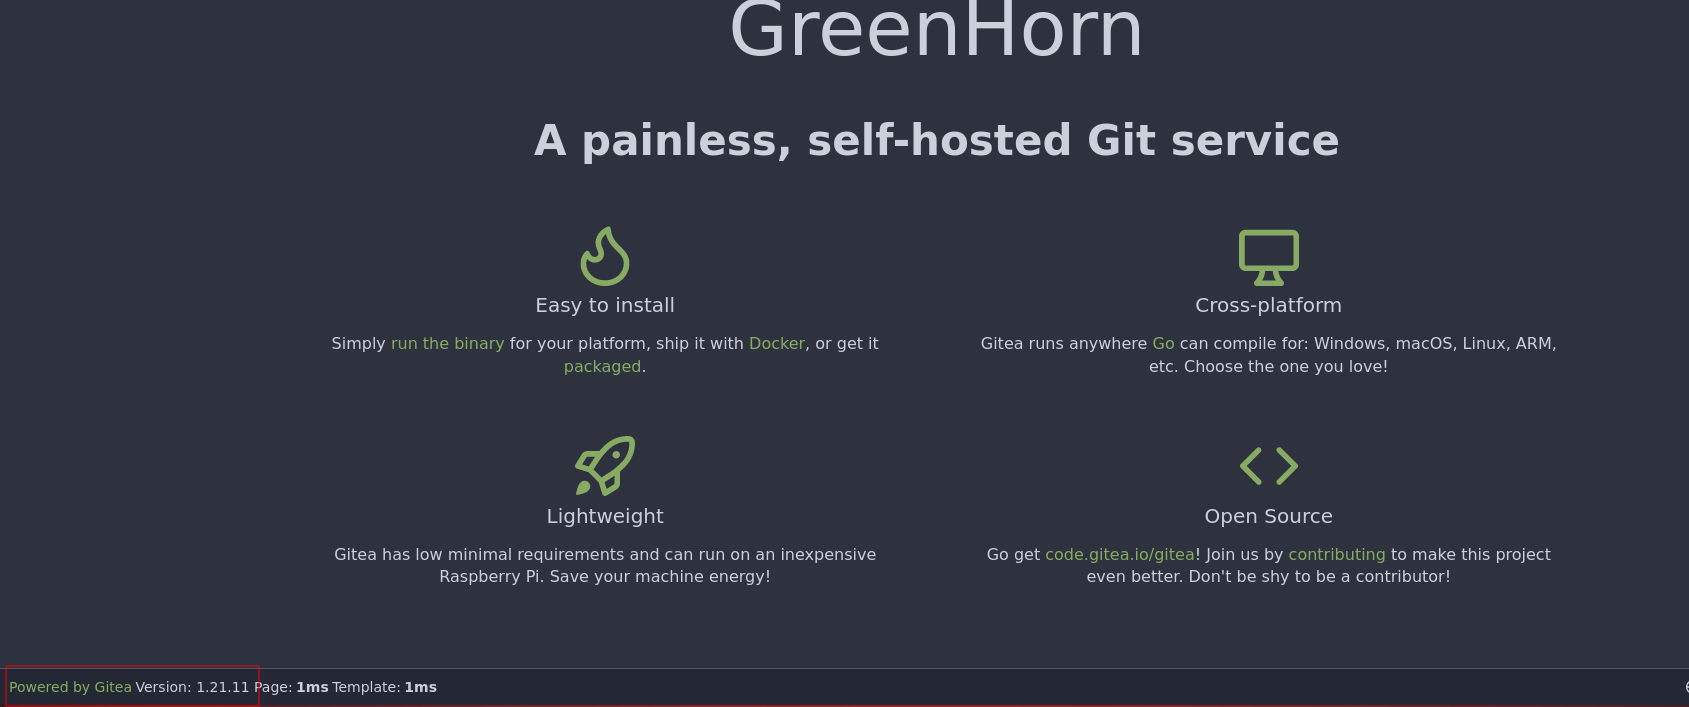 GreenHorn
A painless, self-hosted Git service
Easy to install
Simply run the binary for your platform, ship it with Docker, or get it
packaged.
Cross-platform
Gitea runs anywhere Go can compile for: Windows, macOS, Linux, ARM,
etc. Choose the one you love!
Lightweight
Gitea has low minimal requirements and can run on an inexpensive
Raspberry Pi. Save your machine energy!
Open Source
Go get code.gitea.io/gitea! Join us by contributing to make this project
even better. Don't be shy to be a contributor!
Powered by Gitea Version: 1.21.11 Page: 1ms Template: 1ms